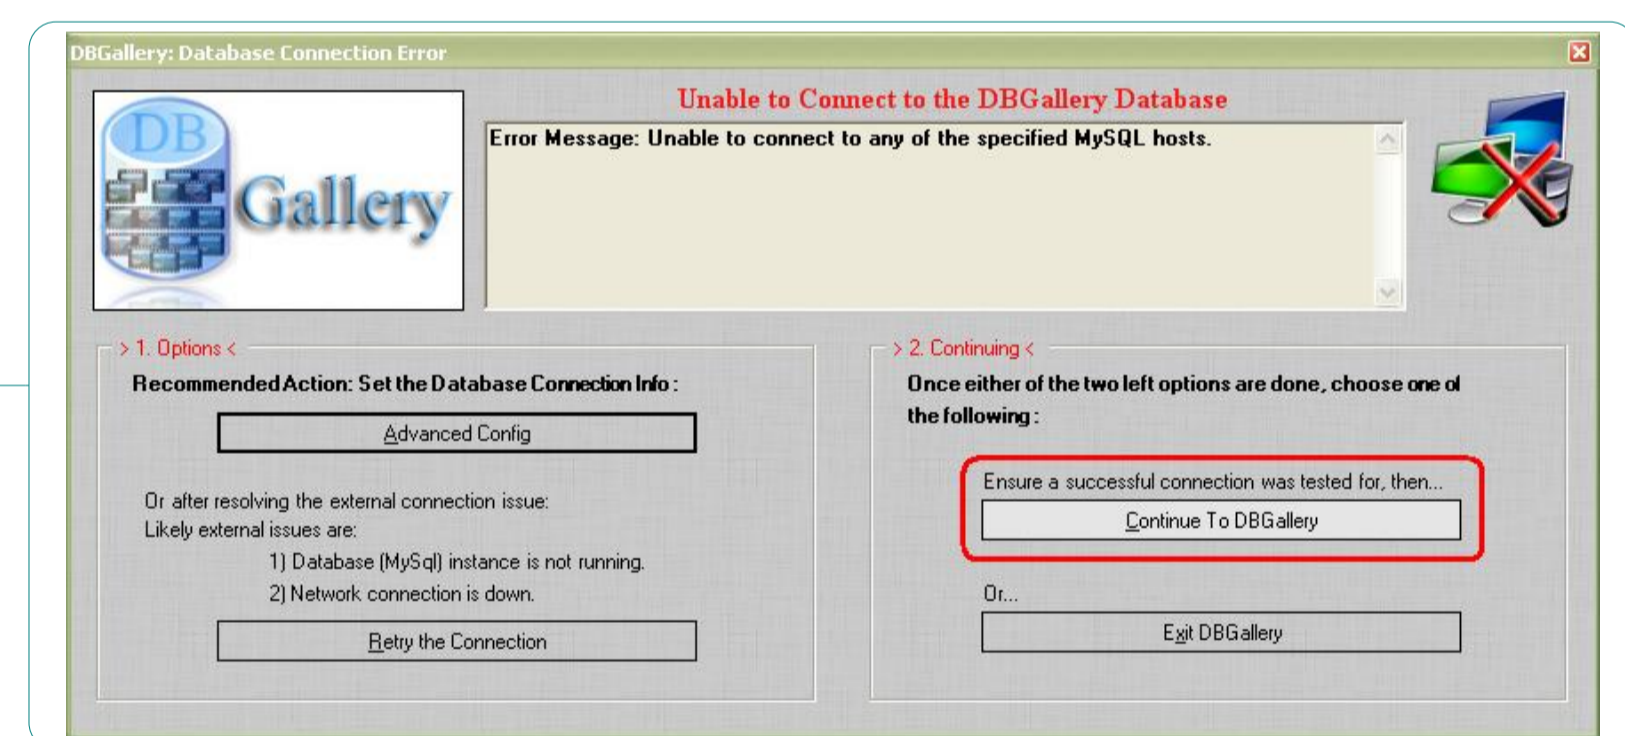 DBGallery: Database Connection Error
DB
Gallery
Unable to Connect to the DBGallery Database
Error Message: Unable to connect to any of the specified MySQL hosts.
> 1. Options <
Recommended Action: Set the Database Connection Info :
Advanced Config
Or after resolving the external connection issue:
Likely external issues are:
1) Database (MySql) instance is not running.
2) Network connection is down.
Retry the Connection
> 2. Continuing <
Once either of the two left options are done, choose one of
the following :
Ensure a successful connection was tested for, then...
Continue To DBGallery
Or...
Exit DBGallery